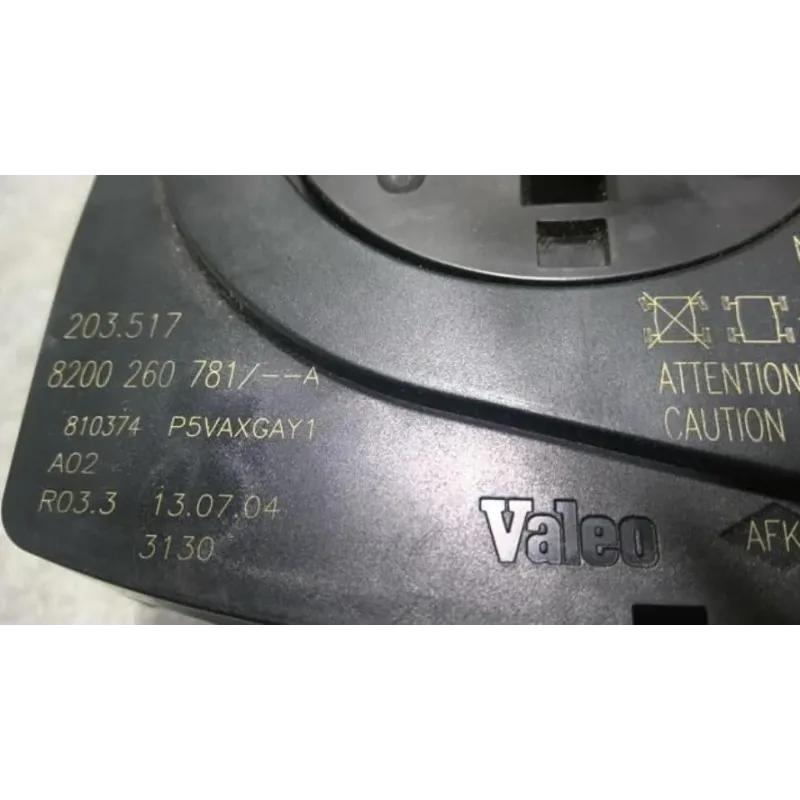 203.517
8200 260 781/--A
810374 P5VAXGAY1
A02
R03.3 13.07.04
3130
ATTENTION
CAUTION
Valeo
AFK